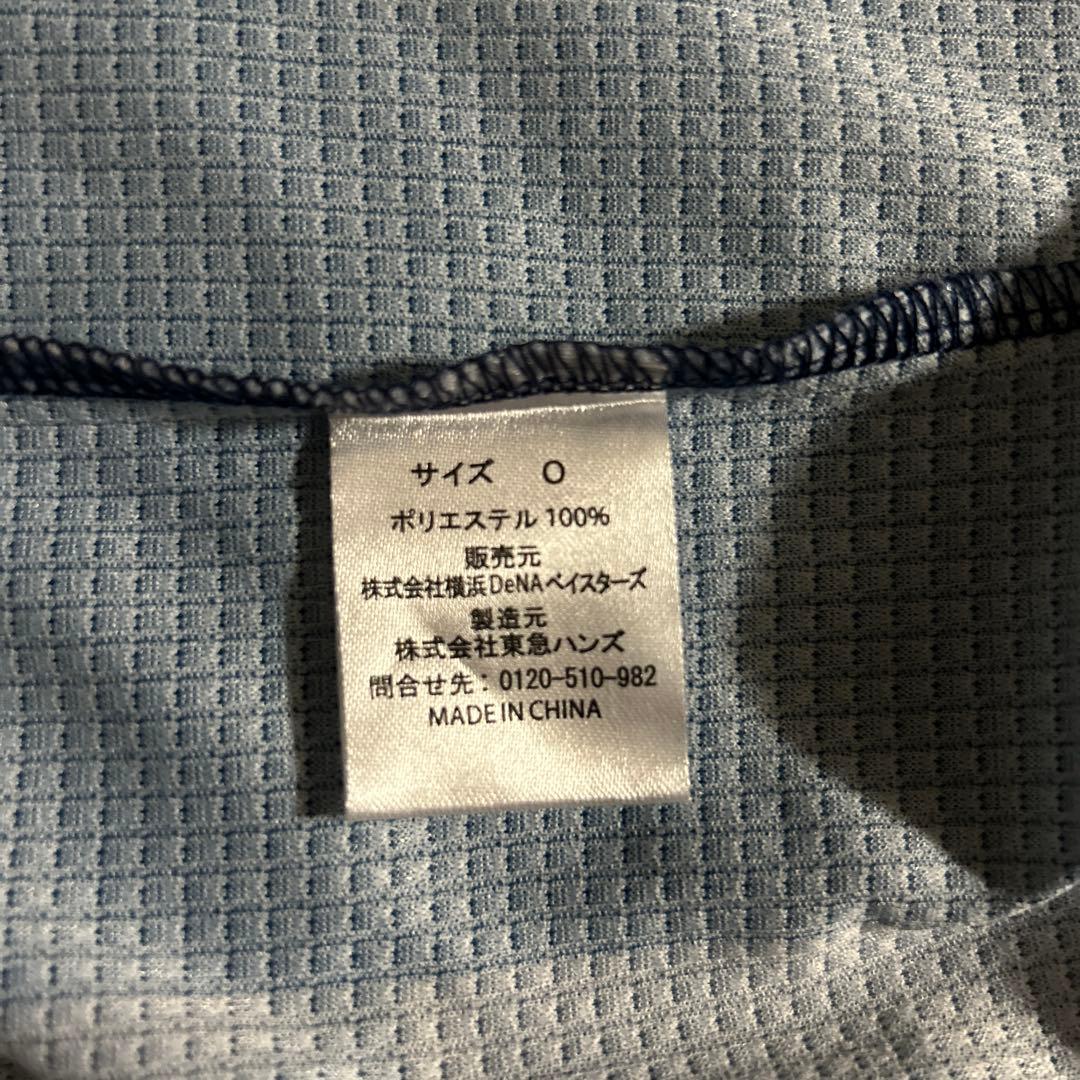 サイズ O
ポリエステル 100%
販売元
株式会社横浜DeNAベイスターズ
製造元
株式会社東急ハンズ
問合せ先：0120-510-982
MADE IN CHINA